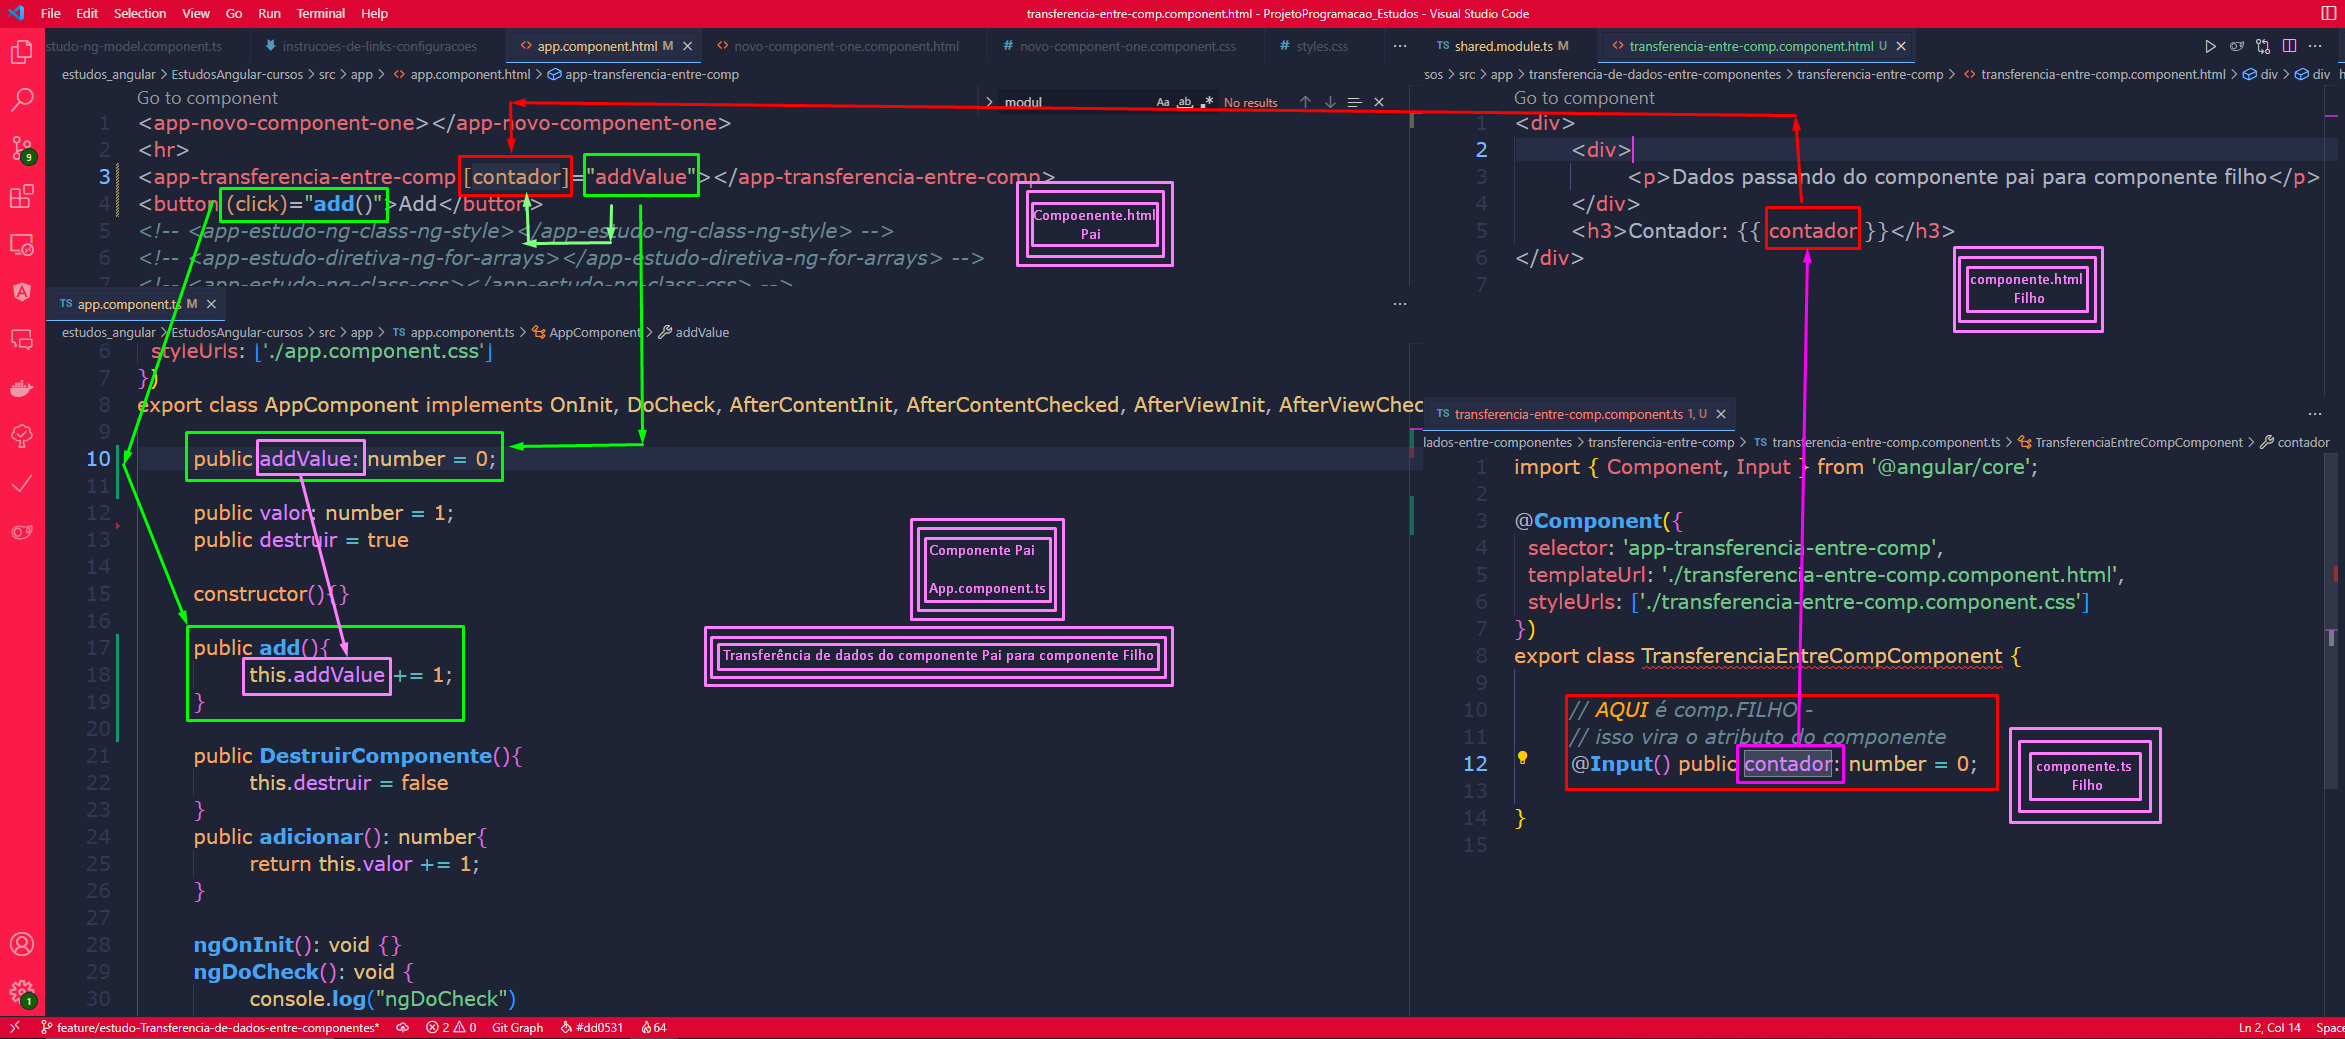 File Edit Selection View Go Run Terminal Help
transferencia-entre-comp.component.html - ProjetoProgramacao_Estudos - Visual Studio Code
studo-ng-model.component.ts instrucoes-de-links-configuracoes app.component.html M novo-component-one.component.html novo-component-one.component.css styles.css
estudos_angular > EstudosAngular-cursos > src > app > app.component.html > app-transferencia-entre-comp
Go to component
modul
Aa ab No results
1 <app-novo-component-one></app-novo-component-one>
2 <hr>
3 <app-transferencia-entre-comp [contador]="addValue"></app-transferencia-entre-comp>
4 <button (click)="add()">Add</button>
5 <!-- <app-estudo-ng-class-ng-style></app-estudo-ng-class-ng-style> -->
6 <!-- <app-estudo-diretiva-ng-for-arrays></app-estudo-diretiva-ng-for-arrays> -->
7 <!-- <app-estudo-ng-class-css></app-estudo-ng-class-css> -->
Compoenente.html
Pai
TS app.component.ts M
estudos_angular > EstudosAngular-cursos > src > app > TS app.component.ts > AppComponent > addValue
6 styleUrls: ['./app.component.css']
7 })
8 export class AppComponent implements OnInit, DoCheck, AfterContentInit, AfterContentChecked, AfterViewInit, AfterViewChec
9
10 public addValue: number = 0;
11
12 public valor: number = 1;
13 public destruir = true
14
15 constructor(){}
16
17 public add(){
18 this.addValue += 1;
19 }
20
21 public DestruirComponente(){
22 this.destruir = false
23 }
24 public adicionar(): number{
25 return this.valor += 1;
26 }
27
28 ngOnInit(): void {}
29 ngDoCheck(): void {
30 console.log("ngDoCheck")
Componente Pai
App.component.ts
Transferência de dados do componente Pai para componente Filho
TS shared.module.ts M transferencia-entre-comp.component.html U
sos > src > app > transferencia-de-dados-entre-componentes > transferencia-entre-comp > transferencia-entre-comp.component.html > div > div
Go to component
1 <div>
2 <div>
3 <p>Dados passando do componente pai para componente filho</p>
4 </div>
5 <h3>Contador: {{ contador }}</h3>
6 </div>
7
componente.html
Filho
TS transferencia-entre-comp.component.ts 1, U
dados-entre-componentes > transferencia-entre-comp > TS transferencia-entre-comp.component.ts > TransferenciaEntreCompComponent > contador
1 import { Component, Input } from '@angular/core';
2
3 @Component({
4 selector: 'app-transferencia-entre-comp',
5 templateUrl: './transferencia-entre-comp.component.html',
6 styleUrls: ['./transferencia-entre-comp.component.css']
7 })
8 export class TransferenciaEntreCompComponent {
9
10 // AQUI é comp.FILHO -
11 // isso vira o atributo do componente
12 @Input() public contador: number = 0;
13
14 }
15
componente.ts
Filho
9
1
feature/estudo-Transferencia-de-dados-entre-componentes* 2 0 Git Graph #dd0531 64
Ln 2, Col 14 Space